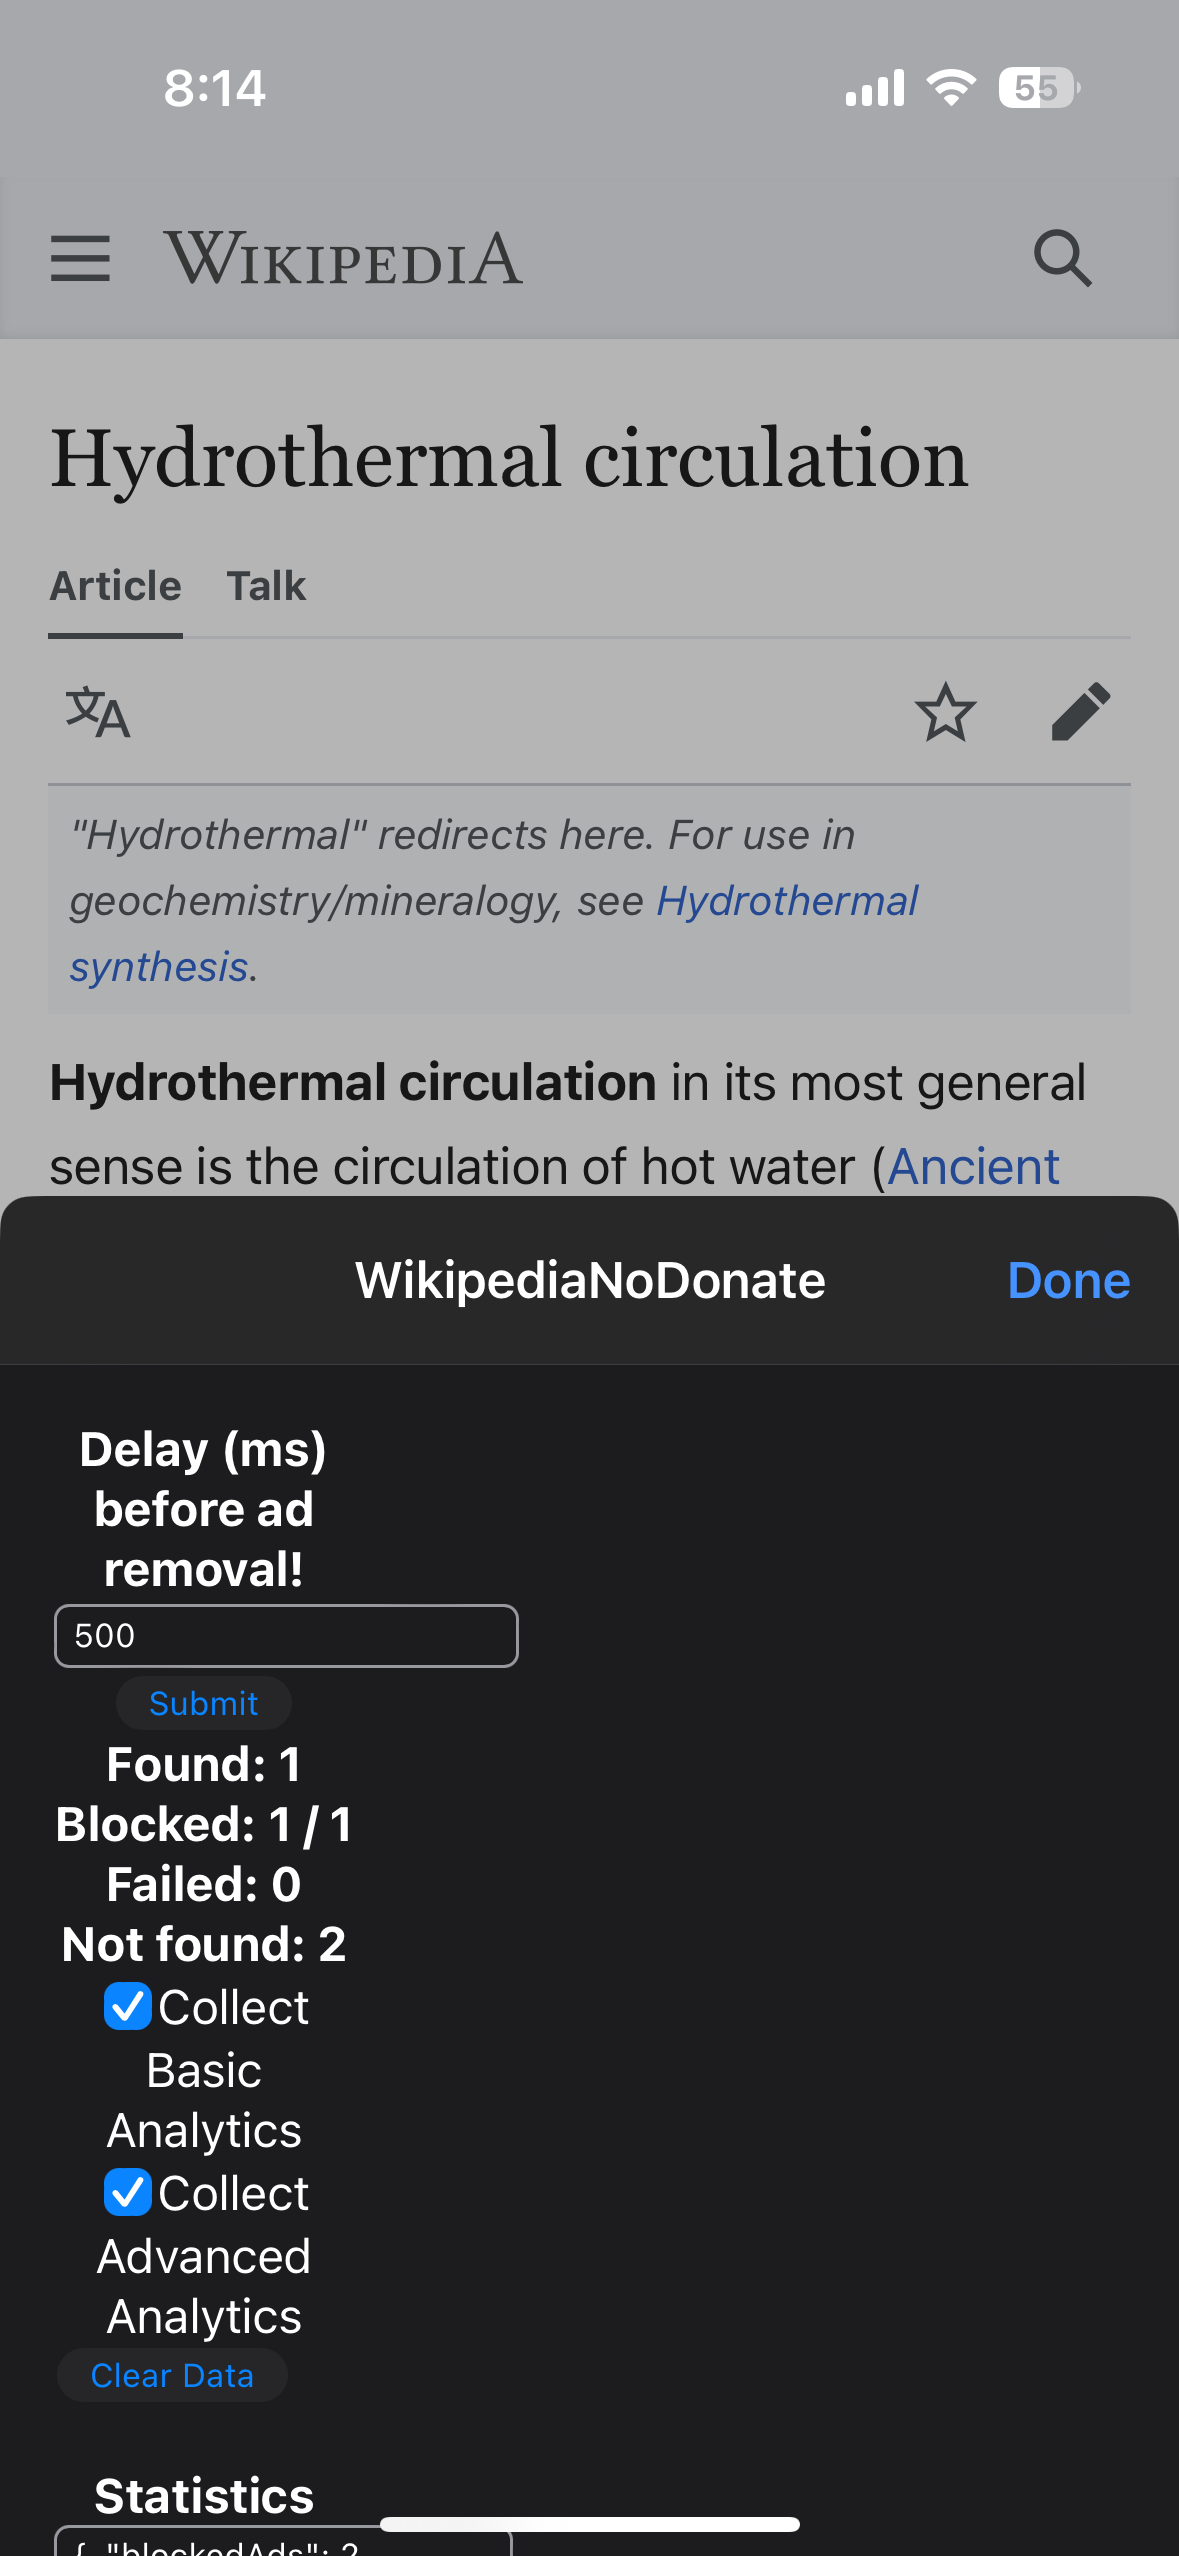 8:14
55
WIKIPEDIA
Hydrothermal circulation
Article Talk
文A
"Hydrothermal" redirects here. For use in
geochemistry/mineralogy, see Hydrothermal
synthesis.
Hydrothermal circulation in its most general
sense is the circulation of hot water (Ancient
WikipediaNoDonate
Done
Delay (ms)
before ad
removal!
500
Submit
Found: 1
Blocked: 1 / 1
Failed: 0
Not found: 2
Collect
Basic
Analytics
Collect
Advanced
Analytics
Clear Data
Statistics
{ "blockedAds": 2